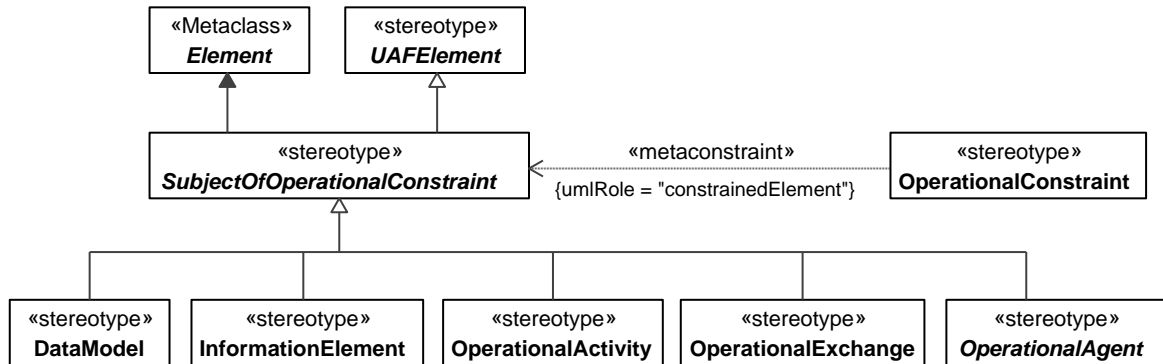 «Metaclass»
Element
«stereotype»
UAFElement
«stereotype»
SubjectOfOperationalConstraint
«metaconstraint»
{umlRole = "constrainedElement"}
«stereotype»
OperationalConstraint
«stereotype»
DataModel
«stereotype»
InformationElement
«stereotype»
OperationalActivity
«stereotype»
OperationalExchange
«stereotype»
OperationalAgent